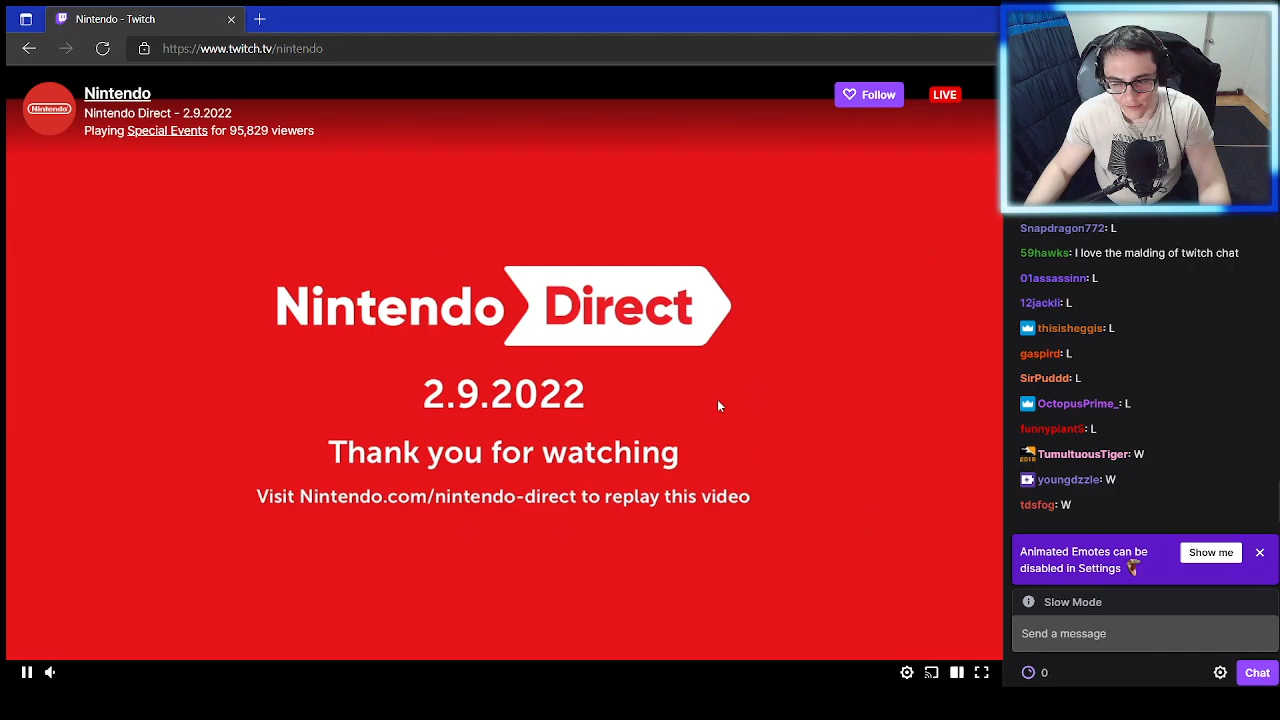 Nintendo - Twitch
https://www.twitch.tv/nintendo
Nintendo
Nintendo
Nintendo Direct - 2.9.2022
Playing Special Events for 95,829 viewers
Follow
LIVE
Nintendo Direct
2.9.2022
Thank you for watching
Visit Nintendo.com/nintendo-direct to replay this video
Snapdragon772: L
59hawks: I love the malding of twitch chat
01assassinn: L
12jackli: L
thisisheggis: L
gaspird: L
SirPuddd: L
OctopusPrime_: L
funnyplant5: L
TumultuousTiger: W
youngdzzle: W
tdsfog: W
Animated Emotes can be
disabled in Settings
Show me
Slow Mode
Send a message
0
Chat